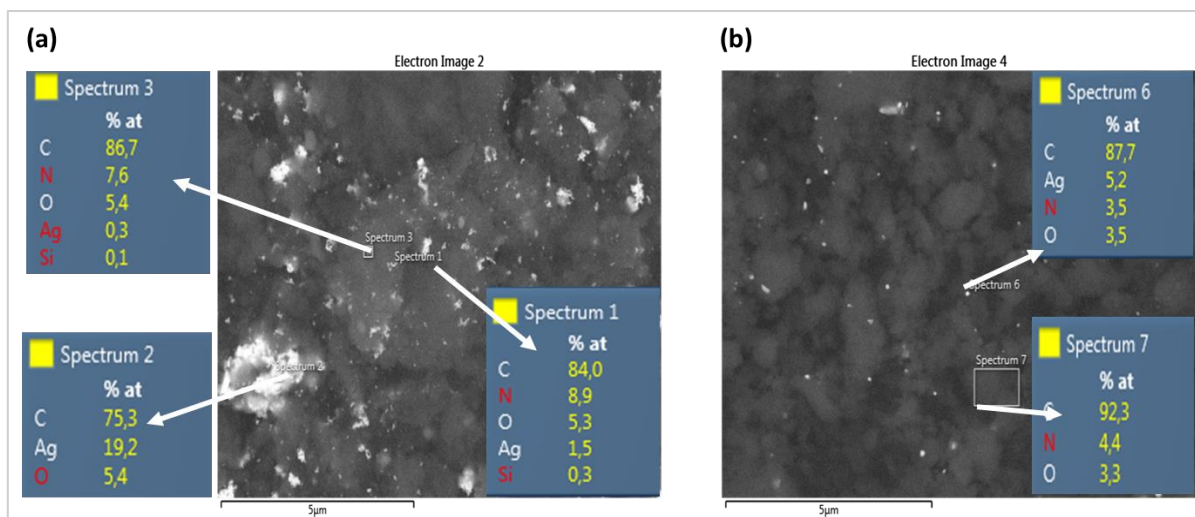 (a)
Electron Image 2
Spectrum 3
% at
C 86,7
N 7,6
O 5,4
Ag 0,3
Si 0,1
Spectrum 3
Spectrum 1
Spectrum 2
Spectrum 2
% at
C 75,3
Ag 19,2
O 5,4
Spectrum 1
% at
C 84,0
N 8,9
O 5,3
Ag 1,5
Si 0,3
5µm
(b)
Electron Image 4
Spectrum 6
% at
C 87,7
Ag 5,2
N 3,5
O 3,5
Spectrum 6
Spectrum 7
Spectrum 7
% at
C 92,3
N 4,4
O 3,3
5µm